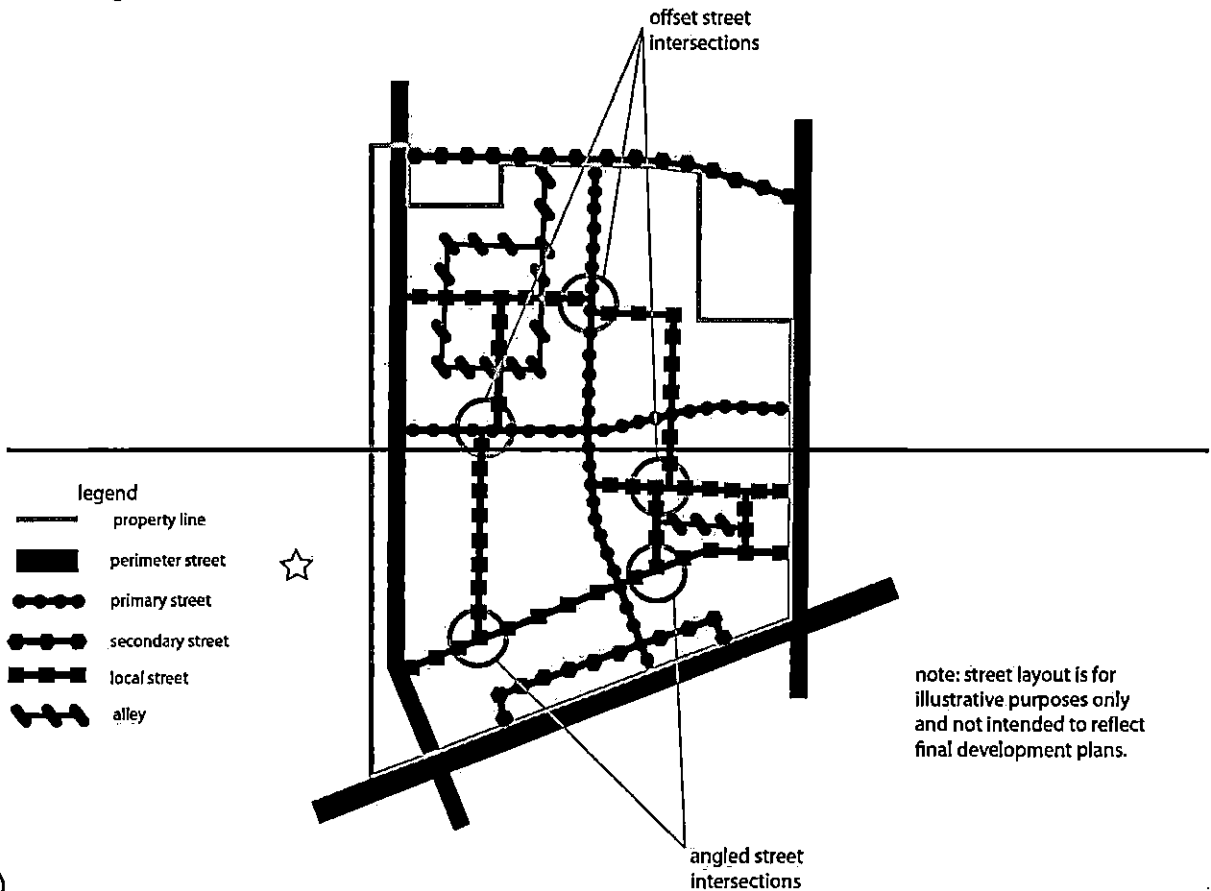 offset street
intersections
legend
property line
perimeter street
primary street
secondary street
local street
alley
note: street layout is for
illustrative purposes only
and not intended to reflect
final development plans.
angled street
intersections